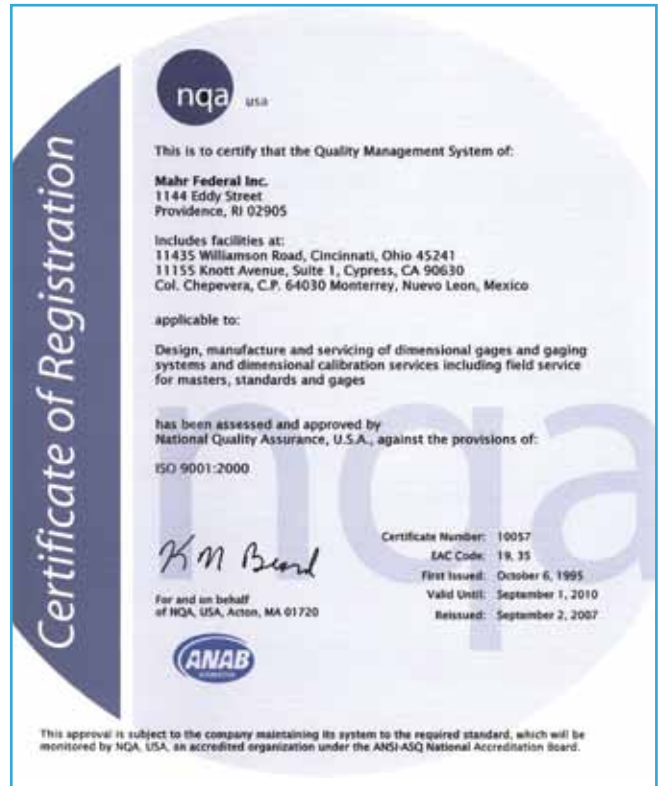 Certificate of Registration
nqa usa
This is to certify that the Quality Management System of:
Mahr Federal Inc.
1144 Eddy Street
Providence, RI 02905
Includes facilities at:
11435 Williamson Road, Cincinnati, Ohio 45241
11155 Knott Avenue, Suite 1, Cypress, CA 90630
Col. Chepevera, C.P. 64030 Monterrey, Nuevo Leon, Mexico
applicable to:
Design, manufacture and servicing of dimensional gages and gaging
systems and dimensional calibration services including field service
for masters, standards and gages
has been assessed and approved by
National Quality Assurance, U.S.A., against the provisions of:
ISO 9001:2000
nqa
K M Beard
For and on behalf
of NQA, USA, Acton, MA 01720
Certificate Number: 10057
EAC Code: 19, 35
First Issued: October 6, 1995
Valid Until: September 1, 2010
Reissued: September 2, 2007
ANAB
This approval is subject to the company maintaining its system to the required standard, which will be
monitored by NQA, USA, an accredited organization under the ANSI-ASQ National Accreditation Board.